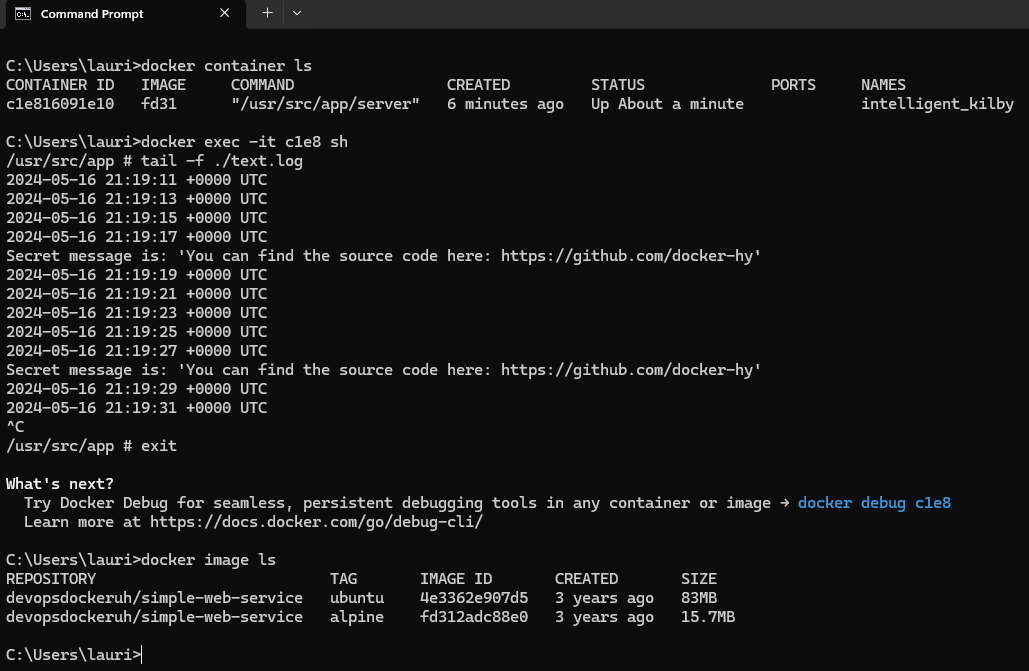 Command Prompt
C:\Users\lauri>docker container ls
CONTAINER ID   IMAGE     COMMAND                 CREATED         STATUS              PORTS     NAMES
c1e816091e10   fd31      "/usr/src/app/server"   6 minutes ago   Up About a minute             intelligent_kilby
C:\Users\lauri>docker exec -it c1e8 sh
/usr/src/app # tail -f ./text.log
2024-05-16 21:19:11 +0000 UTC
2024-05-16 21:19:13 +0000 UTC
2024-05-16 21:19:15 +0000 UTC
2024-05-16 21:19:17 +0000 UTC
Secret message is: 'You can find the source code here: https://github.com/docker-hy'
2024-05-16 21:19:19 +0000 UTC
2024-05-16 21:19:21 +0000 UTC
2024-05-16 21:19:23 +0000 UTC
2024-05-16 21:19:25 +0000 UTC
2024-05-16 21:19:27 +0000 UTC
Secret message is: 'You can find the source code here: https://github.com/docker-hy'
2024-05-16 21:19:29 +0000 UTC
2024-05-16 21:19:31 +0000 UTC
^C
/usr/src/app # exit
What's next?
  Try Docker Debug for seamless, persistent debugging tools in any container or image → docker debug c1e8
  Learn more at https://docs.docker.com/go/debug-cli/
C:\Users\lauri>docker image ls
REPOSITORY                          TAG       IMAGE ID       CREATED       SIZE
devopsdockeruh/simple-web-service   ubuntu    4e3362e907d5   3 years ago   83MB
devopsdockeruh/simple-web-service   alpine    fd312adc88e0   3 years ago   15.7MB
C:\Users\lauri>